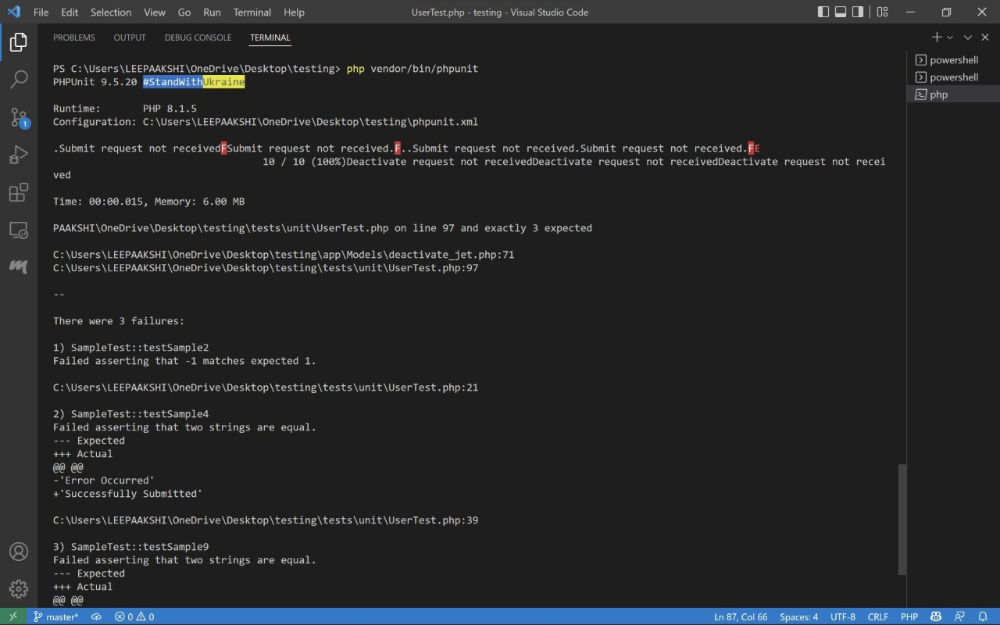 File Edit Selection View Go Run Terminal Help UserTest.php - testing - Visual Studio Code
PROBLEMS OUTPUT DEBUG CONSOLE TERMINAL
PS C:\Users\LEEPAAKSHI\OneDrive\Desktop\testing> php vendor/bin/phpunit
PHPUnit 9.5.20 #StandWithUkraine
Runtime:       PHP 8.1.5
Configuration: C:\Users\LEEPAAKSHI\OneDrive\Desktop\testing\phpunit.xml
.Submit request not receivedFSubmit request not received.F..Submit request not received.Submit request not received.FE
10 / 10 (100%)Deactivate request not receivedDeactivate request not receivedDeactivate request not recei
ved
Time: 00:00.015, Memory: 6.00 MB
PAAKSHI\OneDrive\Desktop\testing\tests\unit\UserTest.php on line 97 and exactly 3 expected
C:\Users\LEEPAAKSHI\OneDrive\Desktop\testing\app\Models\deactivate_jet.php:71
C:\Users\LEEPAAKSHI\OneDrive\Desktop\testing\tests\unit\UserTest.php:97
--
There were 3 failures:
1) SampleTest::testSample2
Failed asserting that -1 matches expected 1.
C:\Users\LEEPAAKSHI\OneDrive\Desktop\testing\tests\unit\UserTest.php:21
2) SampleTest::testSample4
Failed asserting that two strings are equal.
--- Expected
+++ Actual
@@ @@
-'Error Occurred'
+'Successfully Submitted'
C:\Users\LEEPAAKSHI\OneDrive\Desktop\testing\tests\unit\UserTest.php:39
3) SampleTest::testSample9
Failed asserting that two strings are equal.
--- Expected
+++ Actual
@@ @@
powershell
powershell
php
1
master* 0 0 Ln 87, Col 66 Spaces: 4 UTF-8 CRLF PHP